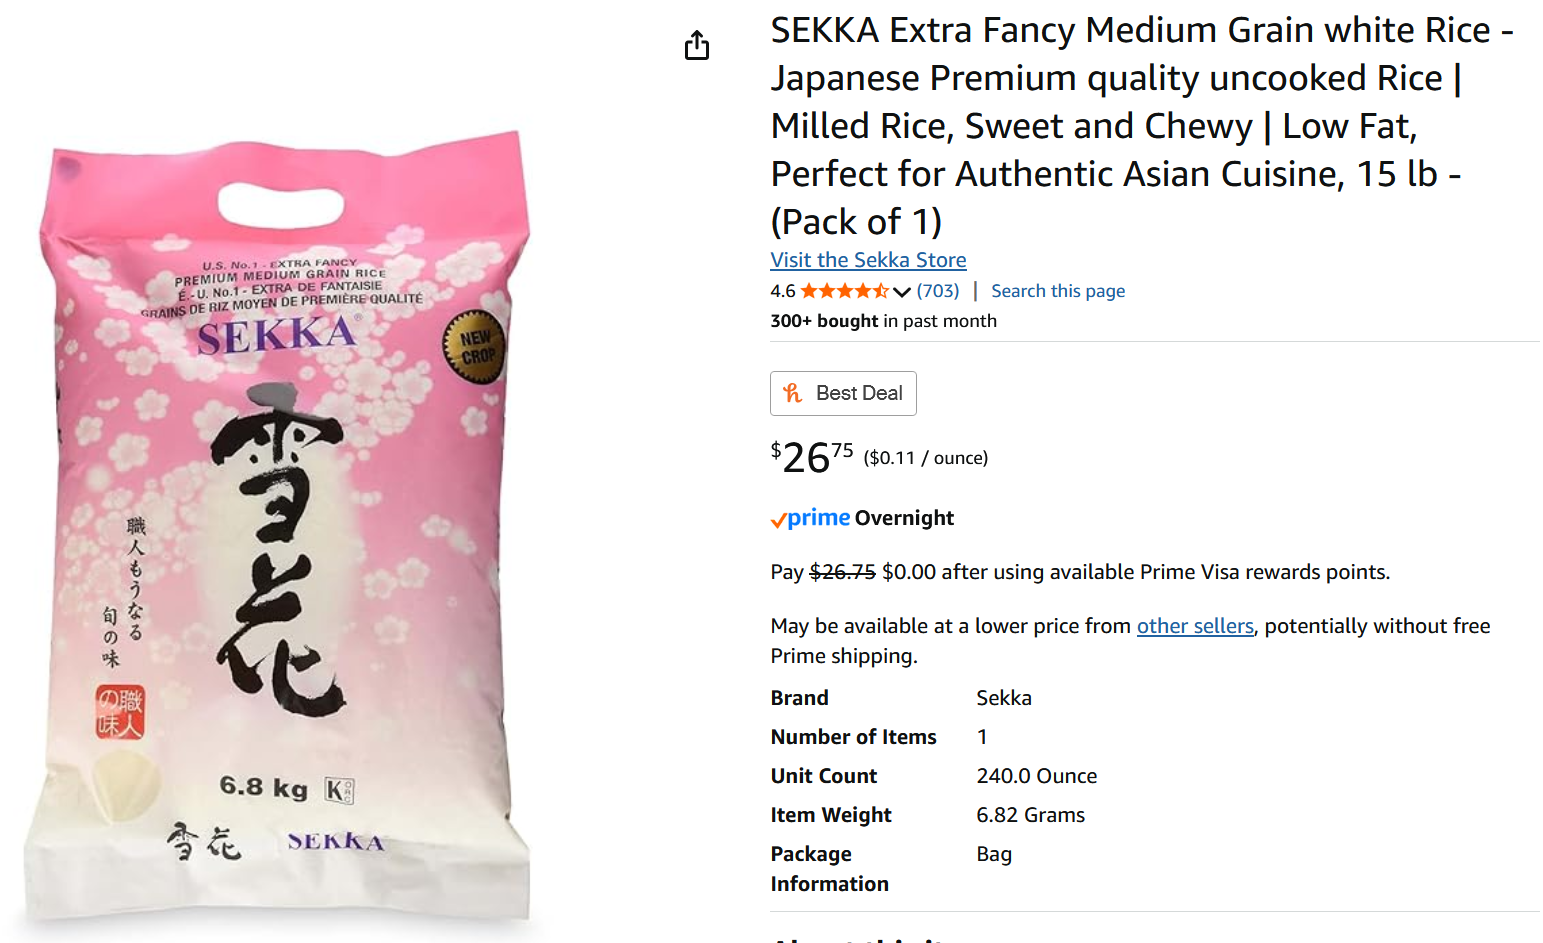 U.S. No.1 - EXTRA FANCY
PREMIUM MEDIUM GRAIN RICE
É.-U. No.1 - EXTRA DE FANTAISIE
GRAINS DE RIZ MOYEN DE PREMIÈRE QUALITÉ
SEKKA®
NEW
CROP
雪花
職人もうなる
旬の味
職人
の味
6.8 kg K
雪花 SEKKA
SEKKA Extra Fancy Medium Grain white Rice -
Japanese Premium quality uncooked Rice |
Milled Rice, Sweet and Chewy | Low Fat,
Perfect for Authentic Asian Cuisine, 15 lb -
(Pack of 1)
Visit the Sekka Store
4.6 (703) | Search this page
300+ bought in past month
Best Deal
$26.75 ($0.11 / ounce)
prime Overnight
Pay $26.75 $0.00 after using available Prime Visa rewards points.
May be available at a lower price from other sellers, potentially without free
Prime shipping.
Brand Sekka
Number of Items 1
Unit Count 240.0 Ounce
Item Weight 6.82 Grams
Package Bag
Information